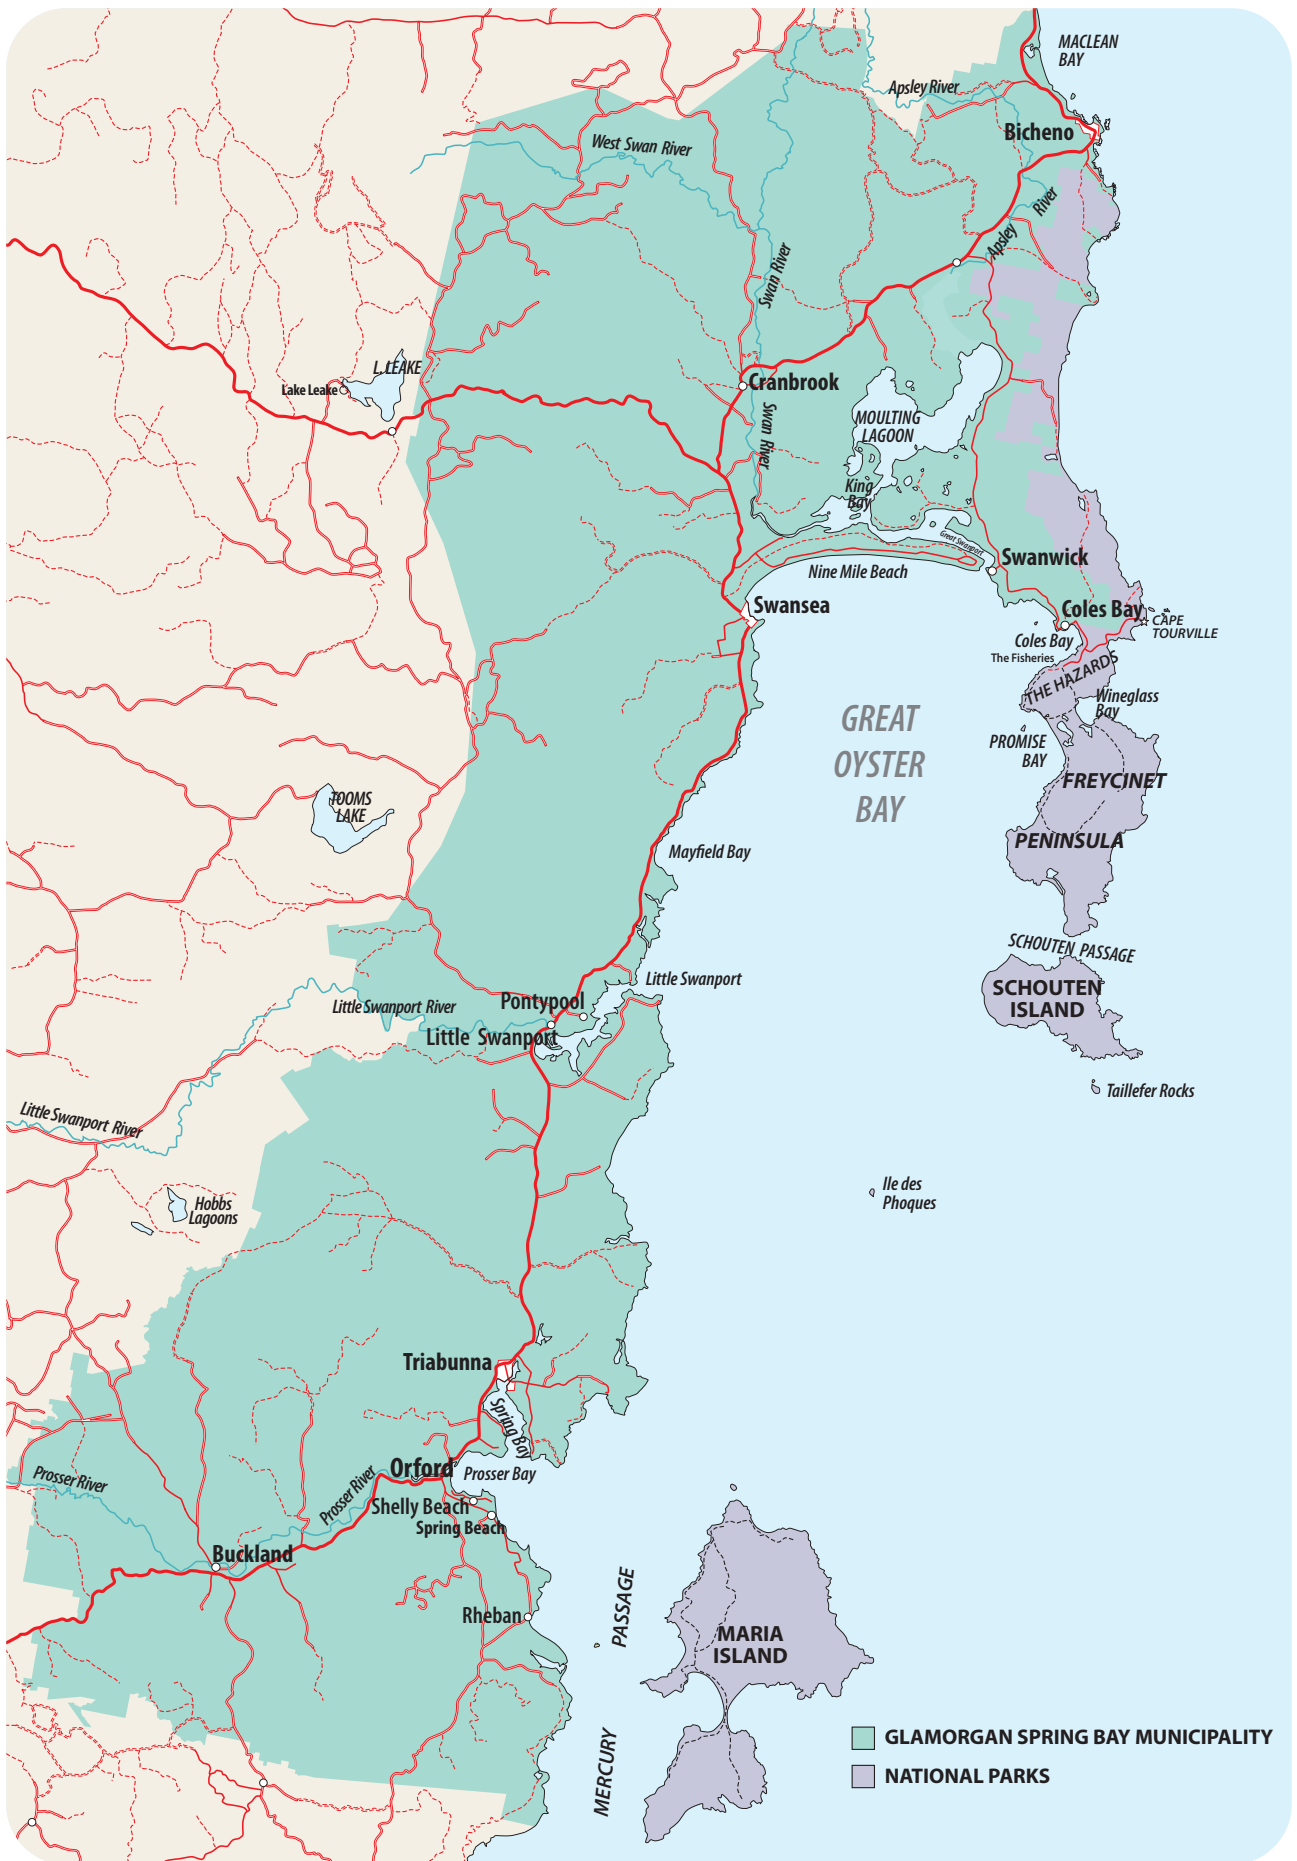 MACLEAN
BAY
Apsley River
Bicheno
West Swan River
Apsley
River
Swan River
L. LEAKE
Lake Leake
Cranbrook
Swan River
MOULTING
LAGOON
King
Bay
Great Swanport
Swanwick
Nine Mile Beach
Swansea
Coles Bay
CAPE
TOURVILLE
Coles Bay
The Fisheries
THE HAZARDS
Wineglass
Bay
GREAT
OYSTER
BAY
PROMISE
BAY
FREYCINET
PENINSULA
TOOMS
LAKE
Mayfield Bay
SCHOUTEN PASSAGE
SCHOUTEN
ISLAND
Little Swanport
Pontypool
Little Swanport River
Little Swanport
Taillefer Rocks
Little Swanport River
Ile des
Phoques
Hobbs
Lagoons
Triabunna
Spring Bay
Orford
Prosser Bay
Prosser River
Prosser River
Shelly Beach
Spring Beach
Buckland
Rheban
PASSAGE
MERCURY
MARIA
ISLAND
GLAMORGAN SPRING BAY MUNICIPALITY
NATIONAL PARKS